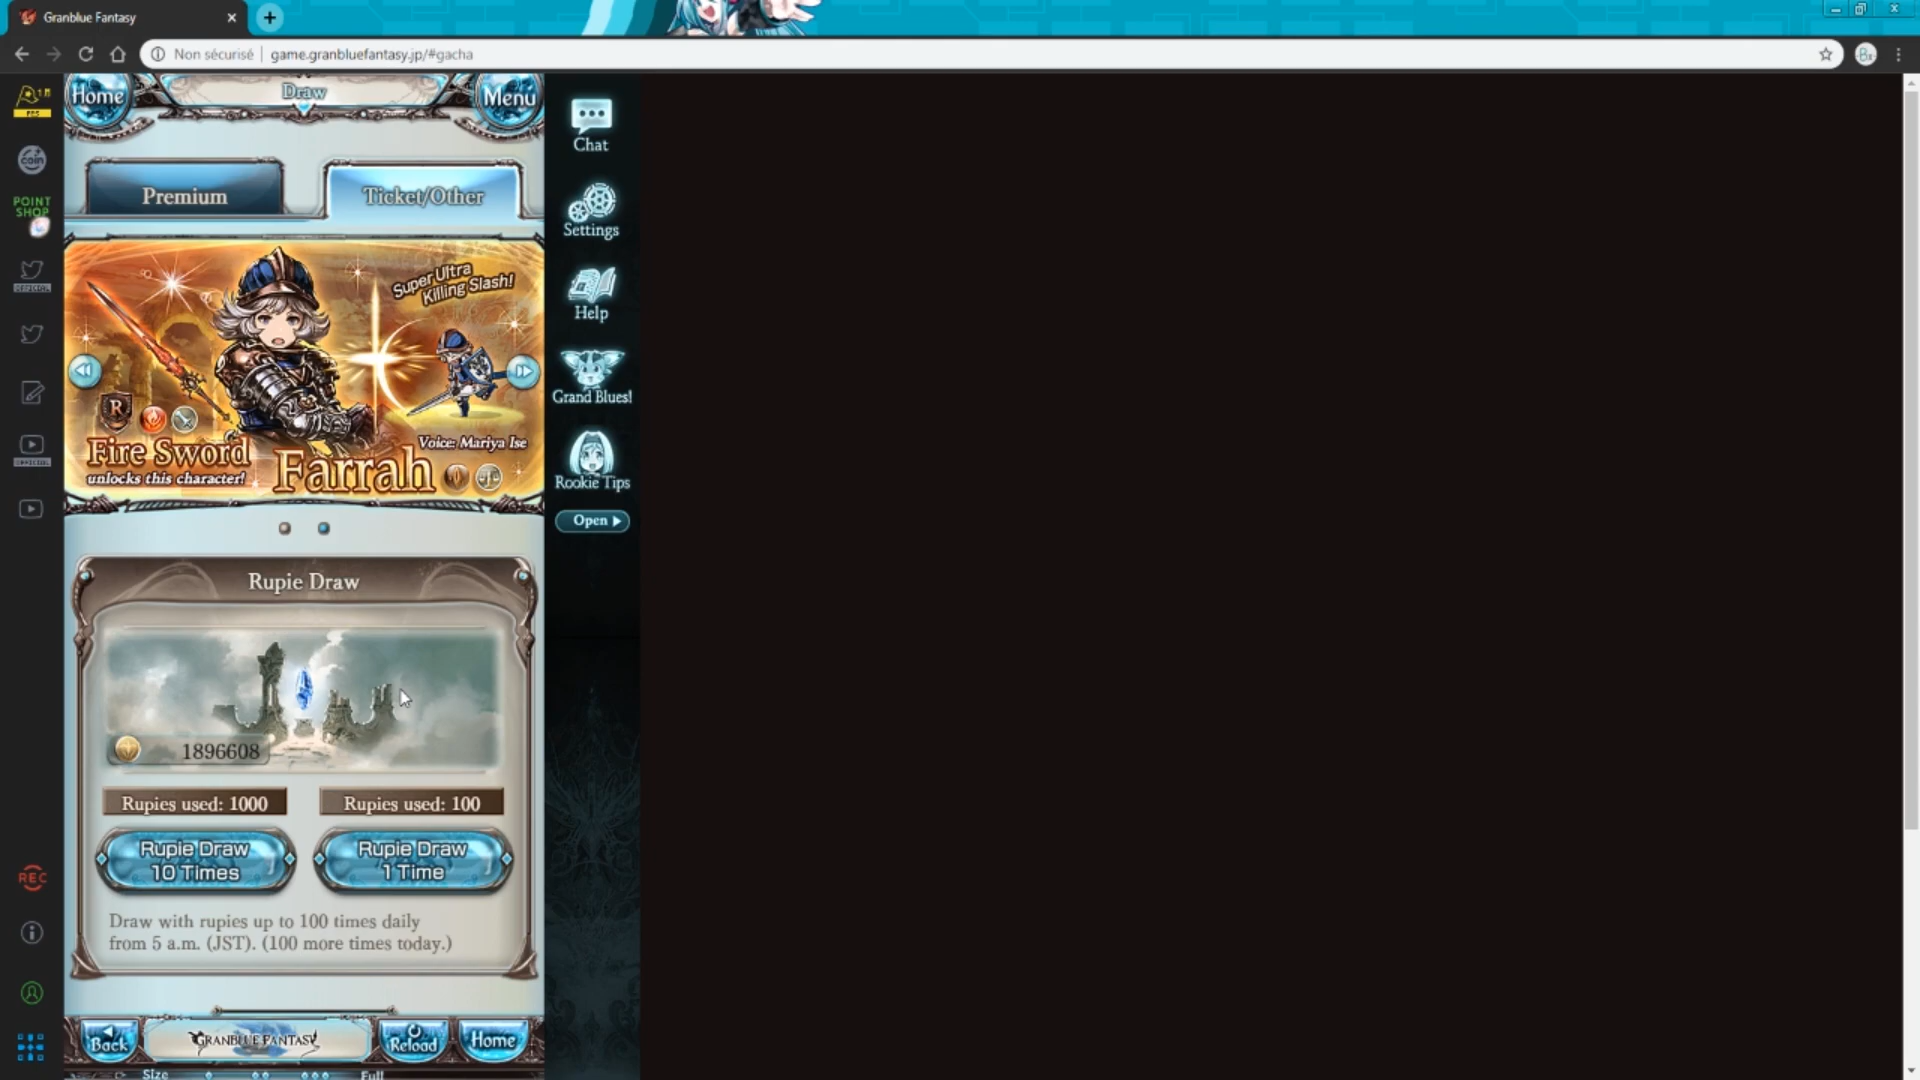 Granblue Fantasy
Non sécurisé
game.granbluefantasy.jp/#gacha
Home
Draw
Menu
Premium
Ticket/Other
Super Ultra
Killing Slash!
R
Fire Sword
unlocks this character!
Voice: Mariya Ise
Farrah
Rupie Draw
1896608
Rupies used: 1000
Rupies used: 100
Rupie Draw
10 Times
Rupie Draw
1 Time
Draw with rupies up to 100 times daily
from 5 a.m. (JST). (100 more times today.)
Back
GRANBLUE FANTASY
Reload
Home
Size
Full
Chat
Settings
Help
Grand Blues!
Rookie Tips
Open
coin
POINT
SHOP
REC